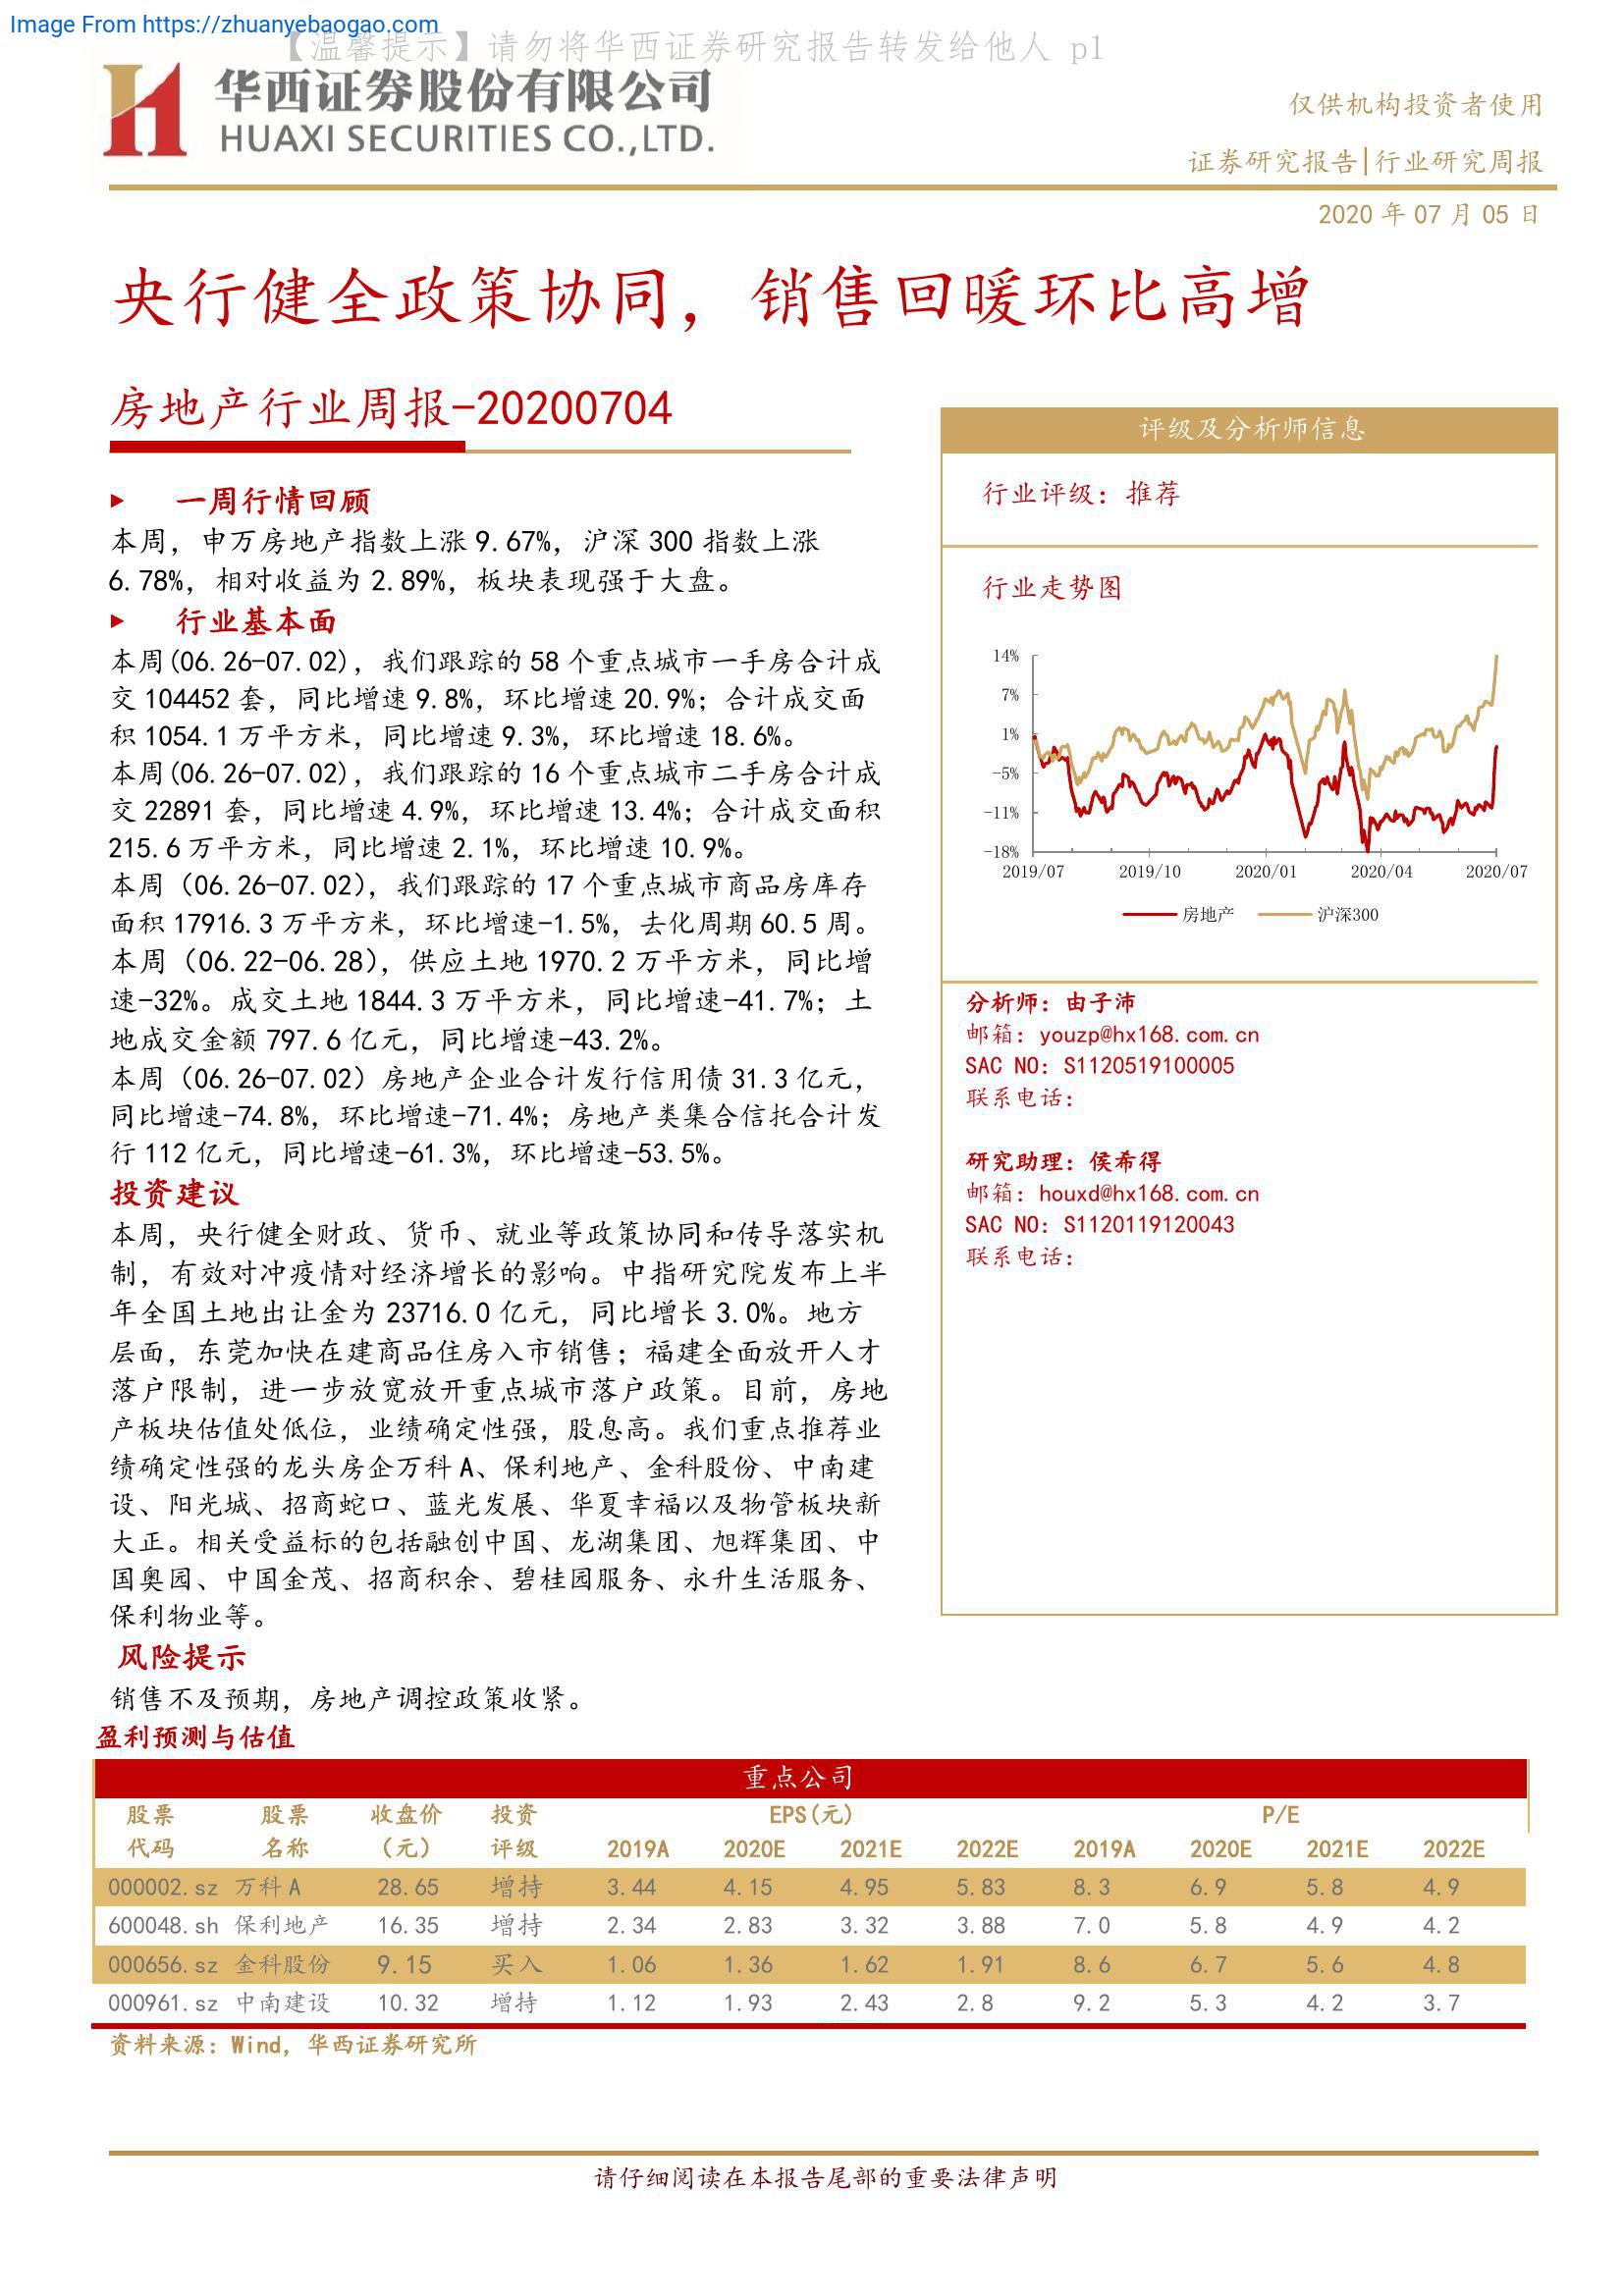 Image From https://zhuanyebaogao.com
【温馨提示】请勿将华西证券研究报告转发给他人 p1
华西证券股份有限公司
HUAXI SECURITIES CO.,LTD.
仅供机构投资者使用
证券研究报告|行业研究周报
2020 年 07 月 05 日
央行健全政策协同，销售回暖环比高增
房地产行业周报-20200704
一周行情回顾
本周，申万房地产指数上涨 9.67%，沪深 300 指数上涨
6.78%，相对收益为 2.89%，板块表现强于大盘。
行业基本面
本周(06.26-07.02)，我们跟踪的 58 个重点城市一手房合计成
交 104452 套，同比增速 9.8%，环比增速 20.9%；合计成交面
积 1054.1 万平方米，同比增速 9.3%，环比增速 18.6%。
本周(06.26-07.02)，我们跟踪的 16 个重点城市二手房合计成
交 22891 套，同比增速 4.9%，环比增速 13.4%；合计成交面积
215.6 万平方米，同比增速 2.1%，环比增速 10.9%。
本周（06.26-07.02），我们跟踪的 17 个重点城市商品房库存
面积 17916.3 万平方米，环比增速-1.5%，去化周期 60.5 周。
本周（06.22-06.28），供应土地 1970.2 万平方米，同比增
速-32%。成交土地 1844.3 万平方米，同比增速-41.7%；土
地成交金额 797.6 亿元，同比增速-43.2%。
本周（06.26-07.02）房地产企业合计发行信用债 31.3 亿元，
同比增速-74.8%，环比增速-71.4%；房地产类集合信托合计发
行 112 亿元，同比增速-61.3%，环比增速-53.5%。
投资建议
本周，央行健全财政、货币、就业等政策协同和传导落实机
制，有效对冲疫情对经济增长的影响。中指研究院发布上半
年全国土地出让金为 23716.0 亿元，同比增长 3.0%。地方
层面，东莞加快在建商品住房入市销售；福建全面放开人才
落户限制，进一步放宽放开重点城市落户政策。目前，房地
产板块估值处低位，业绩确定性强，股息高。我们重点推荐业
绩确定性强的龙头房企万科 A、保利地产、金科股份、中南建
设、阳光城、招商蛇口、蓝光发展、华夏幸福以及物管板块新
大正。相关受益标的包括融创中国、龙湖集团、旭辉集团、中
国奥园、中国金茂、招商积余、碧桂园服务、永升生活服务、
保利物业等。
风险提示
销售不及预期，房地产调控政策收紧。
评级及分析师信息
行业评级：推荐
行业走势图
14%
7%
1%
-5%
-11%
-18%
2019/07 2019/10 2020/01 2020/04 2020/07
房地产 沪深300
分析师：由子沛
邮箱：youzp@hx168.com.cn
SAC NO：S1120519100005
联系电话：
研究助理：侯希得
邮箱：houxd@hx168.com.cn
SAC NO：S1120119120043
联系电话：
盈利预测与估值
重点公司
股票 股票 收盘价 投资 EPS(元) P/E
代码 名称 （元） 评级 2019A 2020E 2021E 2022E 2019A 2020E 2021E 2022E
000002.sz 万科 A 28.65 增持 3.44 4.15 4.95 5.83 8.3 6.9 5.8 4.9
600048.sh 保利地产 16.35 增持 2.34 2.83 3.32 3.88 7.0 5.8 4.9 4.2
000656.sz 金科股份 9.15 买入 1.06 1.36 1.62 1.91 8.6 6.7 5.6 4.8
000961.sz 中南建设 10.32 增持 1.12 1.93 2.43 2.8 9.2 5.3 4.2 3.7
资料来源：Wind，华西证券研究所
请仔细阅读在本报告尾部的重要法律声明